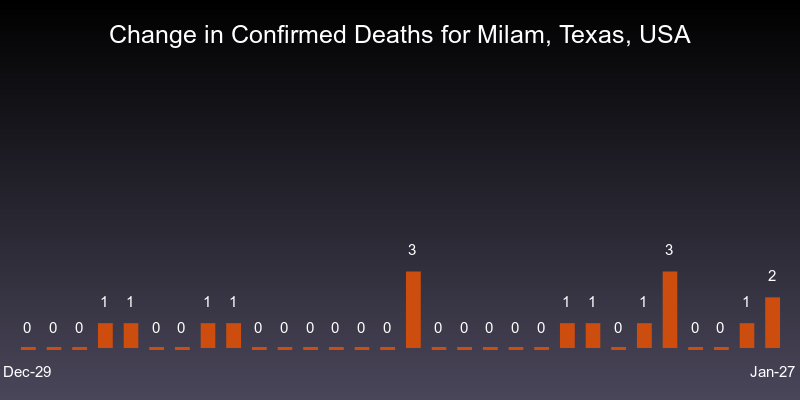 Change in Confirmed Deaths for Milam, Texas, USA
0 0 0 1 1 0 0 1 1 0 0 0 0 0 0 3 0 0 0 0 0 1 1 0 1 3 0 0 1 2
Dec-29 Jan-27